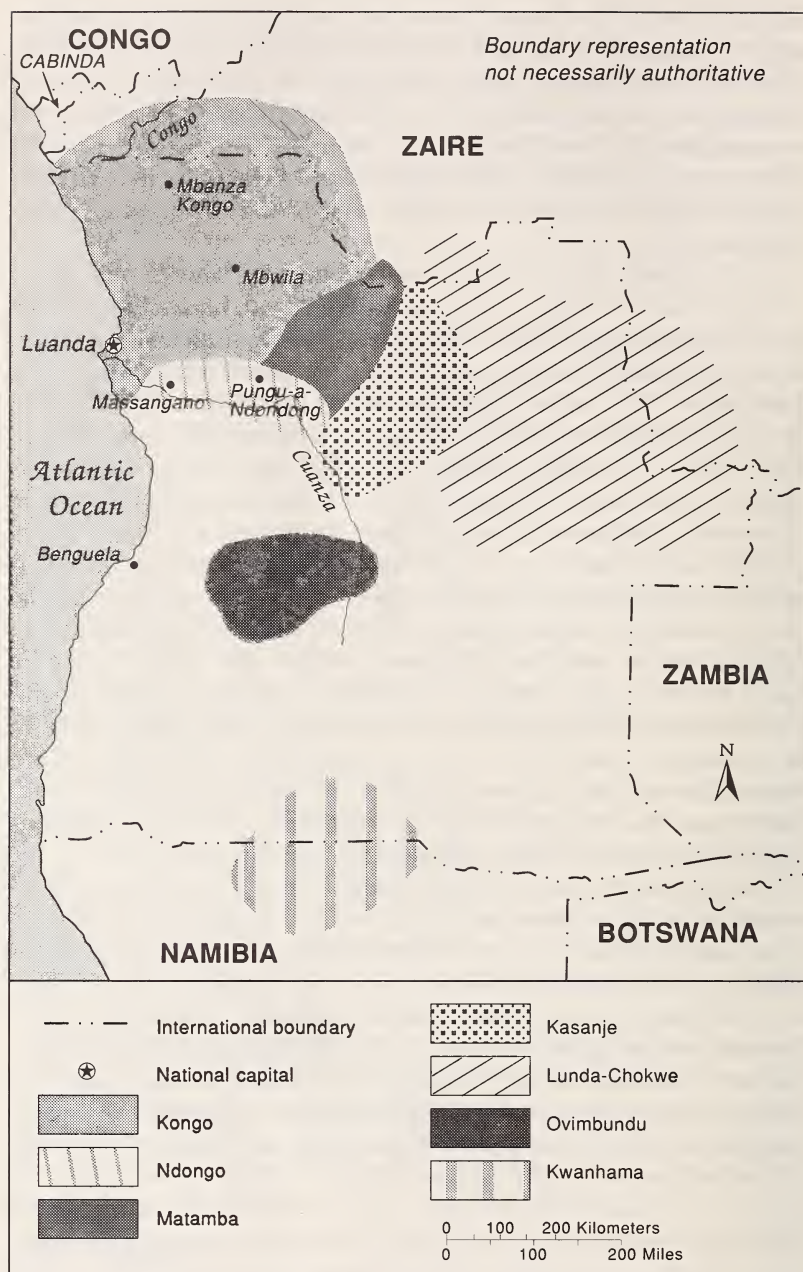 CONGO
CABINDA
Boundary representation
not necessarily authoritative
Congo
ZAIRE
Mbanza
Kongo
Mbwila
Luanda
Massangano
Pungu-a-
Ndondong
Atlantic
Ocean
Cuanza
Benguela
ZAMBIA
N
NAMIBIA
BOTSWANA
International boundary
National capital
Kongo
Ndongo
Matamba
Kasanje
Lunda-Chokwe
Ovimbundu
Kwanhama
0 100 200 Kilometers
0 100 200 Miles